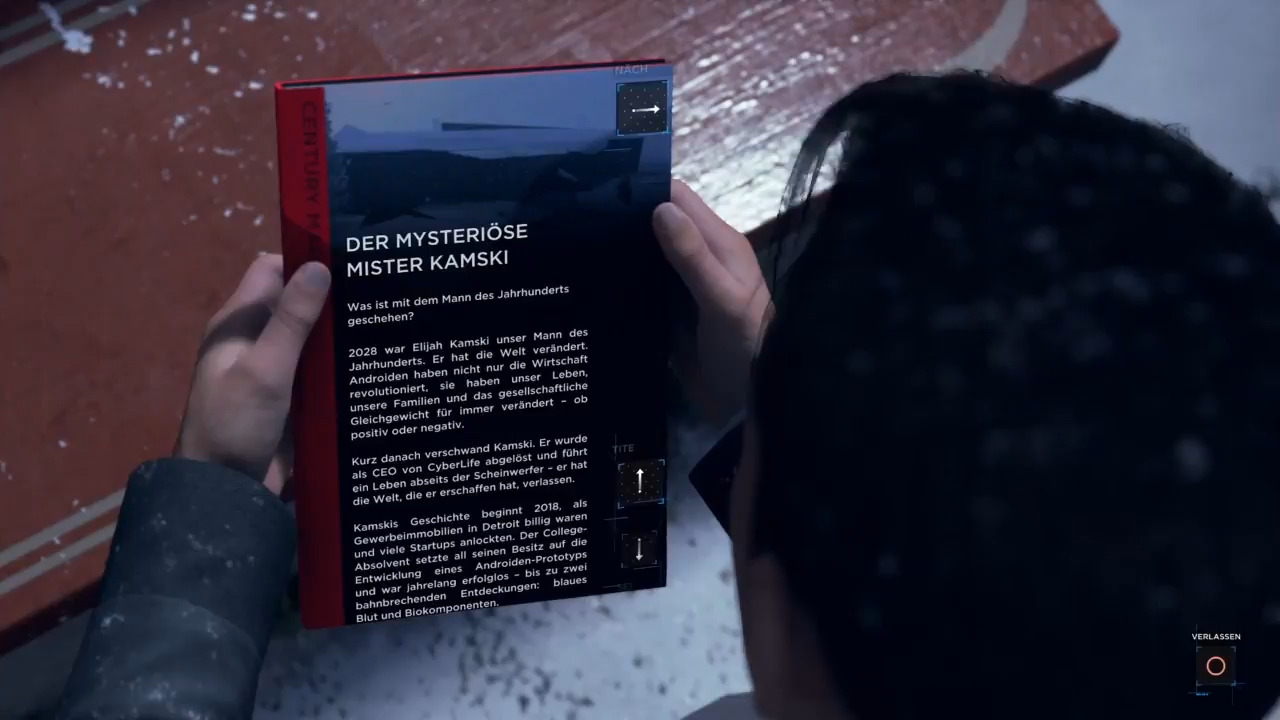 NÄCH
CENTURY
DER MYSTERIÖSE
MISTER KAMSKI
Was ist mit dem Mann des Jahrhunderts
geschehen?
2028 war Elijah Kamski unser Mann des
Jahrhunderts. Er hat die Welt verändert.
Androiden haben nicht nur die Wirtschaft
revolutioniert, sie haben unser Leben,
unsere Familien und das gesellschaftliche
Gleichgewicht für immer verändert – ob
positiv oder negativ.
Kurz danach verschwand Kamski. Er wurde
als CEO von CyberLife abgelöst und führt
ein Leben abseits der Scheinwerfer – er hat
die Welt, die er erschaffen hat, verlassen.
Kamskis Geschichte beginnt 2018, als
Gewerbeimmobilien in Detroit billig waren
und viele Startups anlockten. Der College-
Absolvent setzte all seinen Besitz auf die
Entwicklung eines Androiden-Prototyps
und war jahrelang erfolglos – bis zu zwei
bahnbrechenden Entdeckungen: blaues
Blut und Biokomponenten.
TITE
VERLASSEN